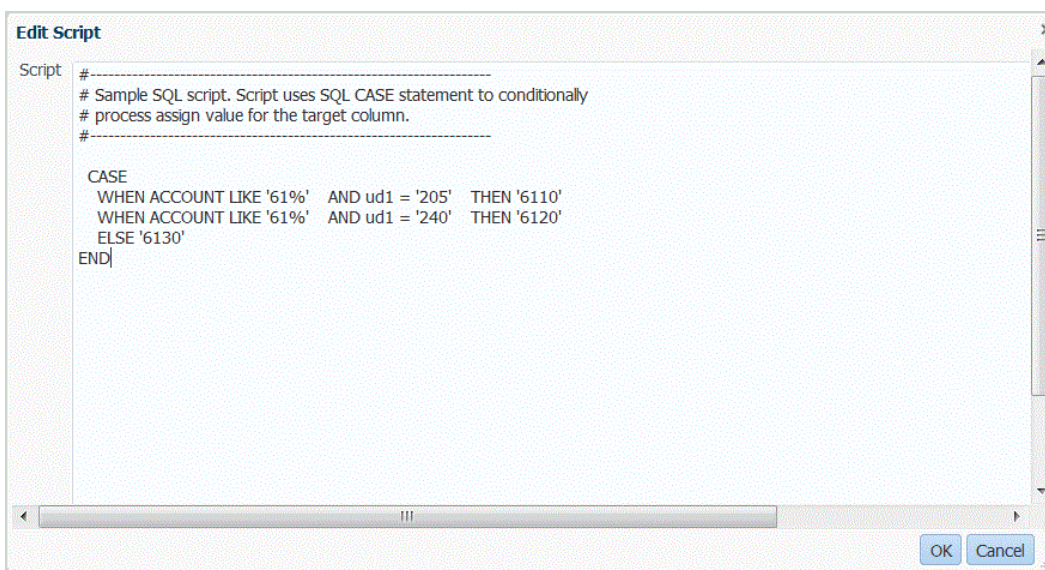 Edit Script
Script
#-------------------------------------------------------------------
# Sample SQL script. Script uses SQL CASE statement to conditionally
# process assign value for the target column.
#-------------------------------------------------------------------
CASE
WHEN ACCOUNT LIKE '61%' AND ud1 = '205' THEN '6110'
WHEN ACCOUNT LIKE '61%' AND ud1 = '240' THEN '6120'
ELSE '6130'
END
OK Cancel